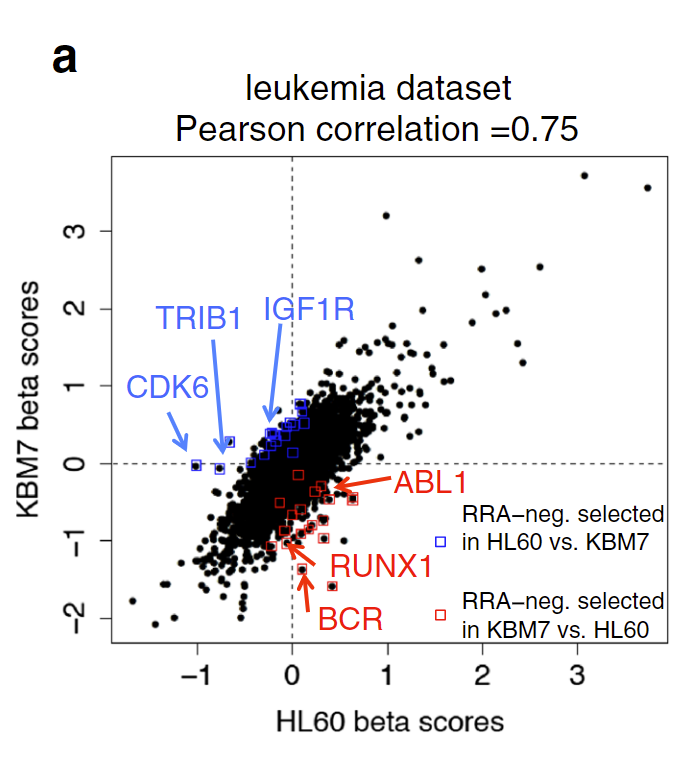 a
leukemia dataset
Pearson correlation =0.75
KBM7 beta scores
3
2
1
0
−1
−2
TRIB1
IGF1R
CDK6
ABL1
RUNX1
BCR
RRA−neg. selected
in HL60 vs. KBM7
RRA−neg. selected
in KBM7 vs. HL60
−1
0
1
2
3
HL60 beta scores